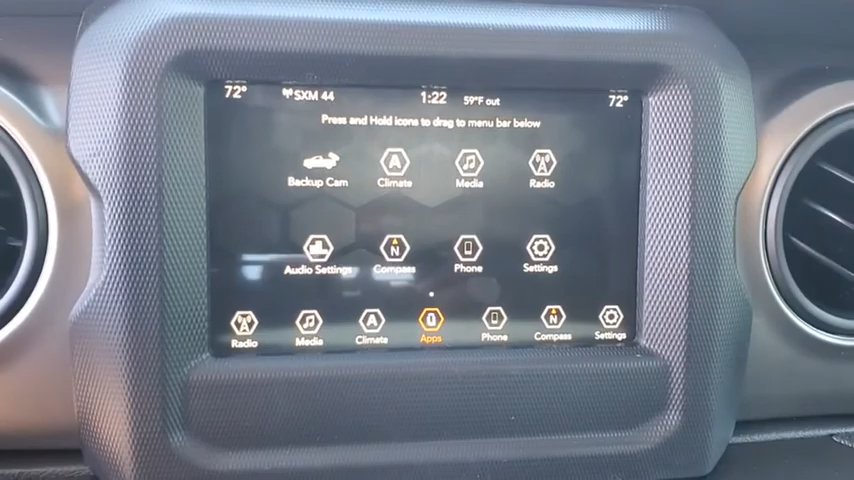 72° SXM 44 1:22 59°F out 72°
Press and Hold icons to drag to menu bar below
A
Backup Cam Climate Media Radio
N
Audio Settings Compass Phone Settings
A N
Radio Media Climate Apps Phone Compass Settings